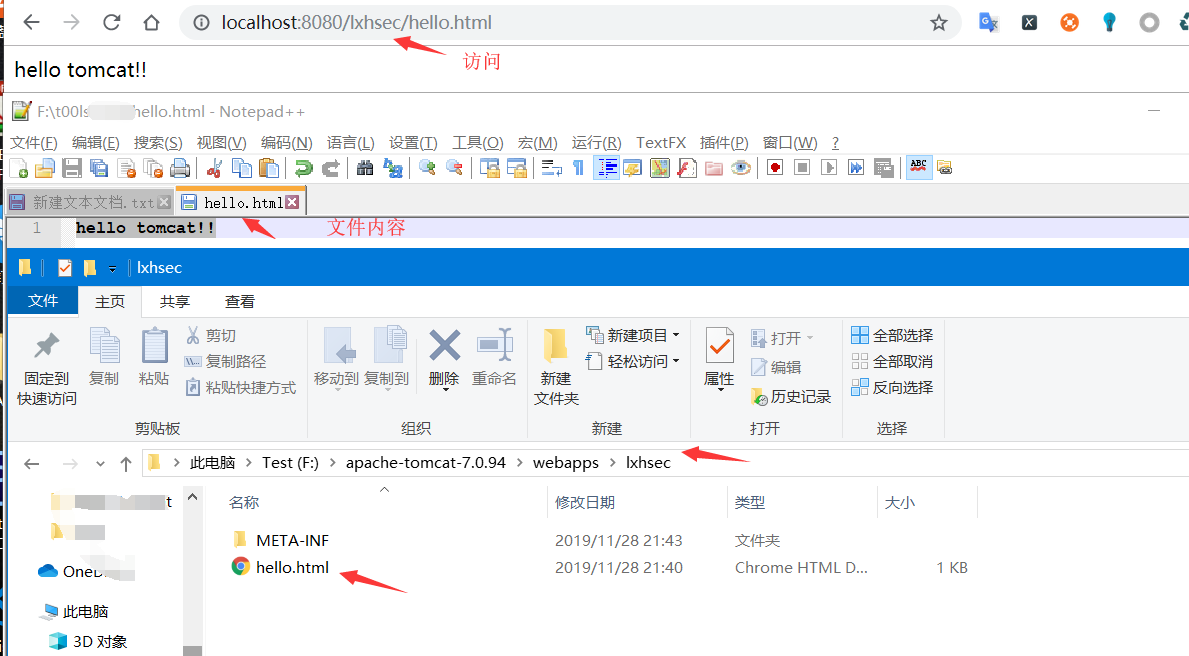 localhost:8080/lxhsec/hello.html
访问
hello tomcat!!
F:\t00ls hello.html - Notepad++
文件(F) 编辑(E) 搜索(S) 视图(V) 编码(N) 语言(L) 设置(T) 工具(O) 宏(M) 运行(R) TextFX 插件(P) 窗口(W) ?
新建文本文档.txt hello.html
1 hello tomcat!! 文件内容
lxhsec
文件 主页 共享 查看
固定到快速访问
复制
粘贴
剪切
复制路径
粘贴快捷方式
剪贴板
移动到
复制到
删除
重命名
组织
新建文件夹
新建项目
轻松访问
新建
属性
打开
编辑
历史记录
打开
全部选择
全部取消
反向选择
选择
此电脑 > Test (F:) > apache-tomcat-7.0.94 > webapps > lxhsec
名称 修改日期 类型 大小
META-INF 2019/11/28 21:43 文件夹
hello.html 2019/11/28 21:40 Chrome HTML D... 1 KB
t
OneD
此电脑
3D 对象